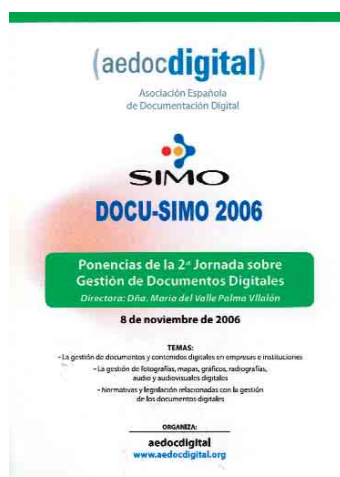 (aedocdigital)
Asociación Española
de Documentación Digital
SIMO
DOCU-SIMO 2006
Ponencias de la 2ª Jornada sobre
Gestión de Documentos Digitales
Directora: Dña. María del Valle Palma Vllalón
8 de noviembre de 2006
TEMAS:
- La gestión de documentos y contenidos digitales en empresas e instituciones
- La gestión de fotografías, mapas, gráficos, radiografías,
audio y audiovisuales digitales
- Normativas y legislación relacionadas con la gestión
de los documentos digitales
ORGANIZA:
aedocdigital
www.aedocdigital.org